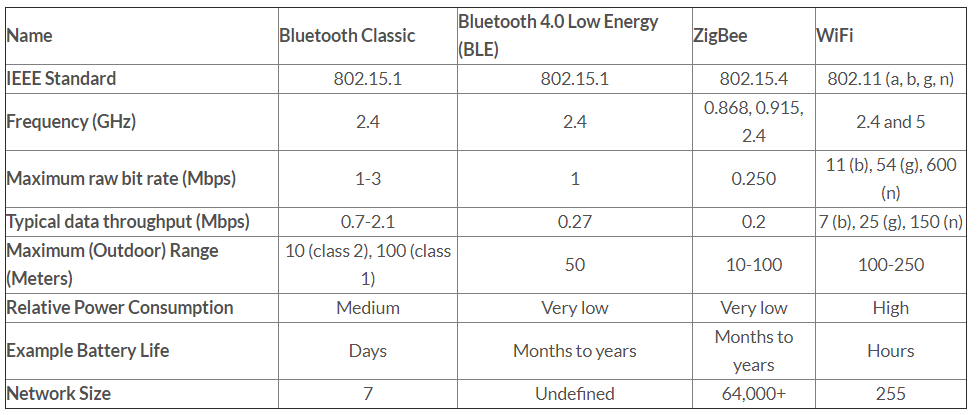 Name Bluetooth Classic Bluetooth 4.0 Low Energy (BLE) ZigBee WiFi
IEEE Standard 802.15.1 802.15.1 802.15.4 802.11 (a, b, g, n)
Frequency (GHz) 2.4 2.4 0.868, 0.915, 2.4 2.4 and 5
Maximum raw bit rate (Mbps) 1-3 1 0.250 11 (b), 54 (g), 600 (n)
Typical data throughput (Mbps) 0.7-2.1 0.27 0.2 7 (b), 25 (g), 150 (n)
Maximum (Outdoor) Range (Meters) 10 (class 2), 100 (class 1) 50 10-100 100-250
Relative Power Consumption Medium Very low Very low High
Example Battery Life Days Months to years Months to years Hours
Network Size 7 Undefined 64,000+ 255